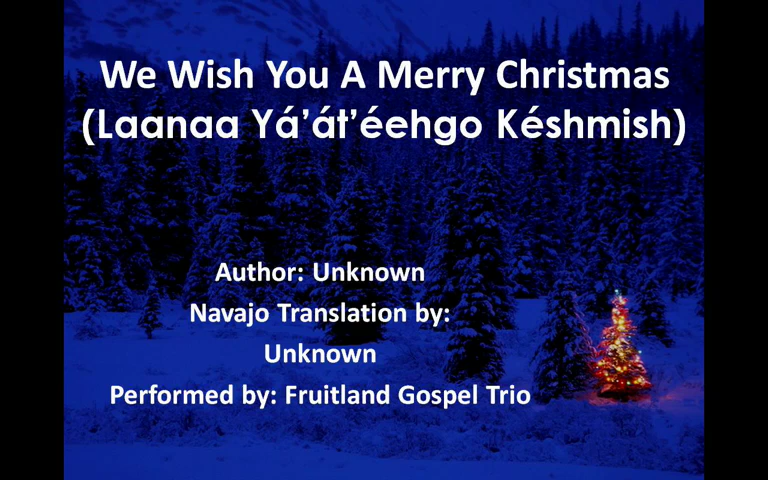 We Wish You A Merry Christmas
(Laanaa Yá’át’éehgo Késhmish)
Author: Unknown
Navajo Translation by:
Unknown
Performed by: Fruitland Gospel Trio